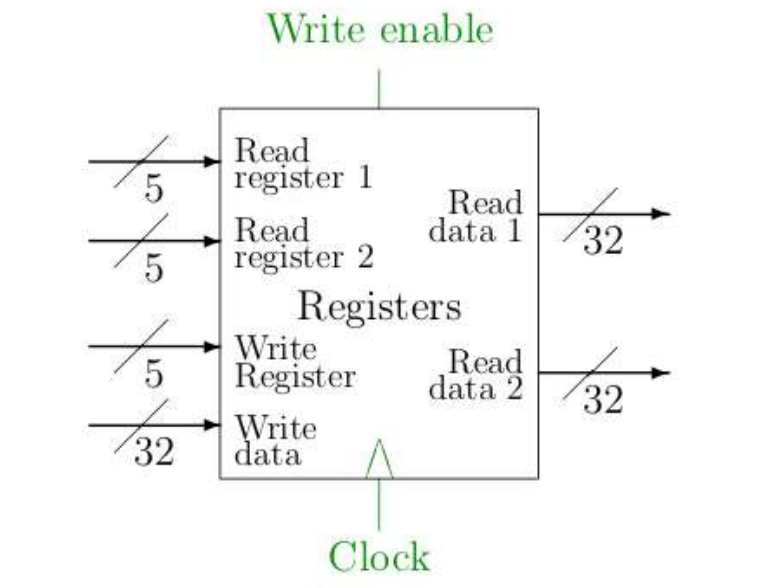 Write enable
Read
register 1
5
Read
register 2
5
Read
data 1
32
Registers
Write
Register
5
Read
data 2
32
Write
data
32
Clock